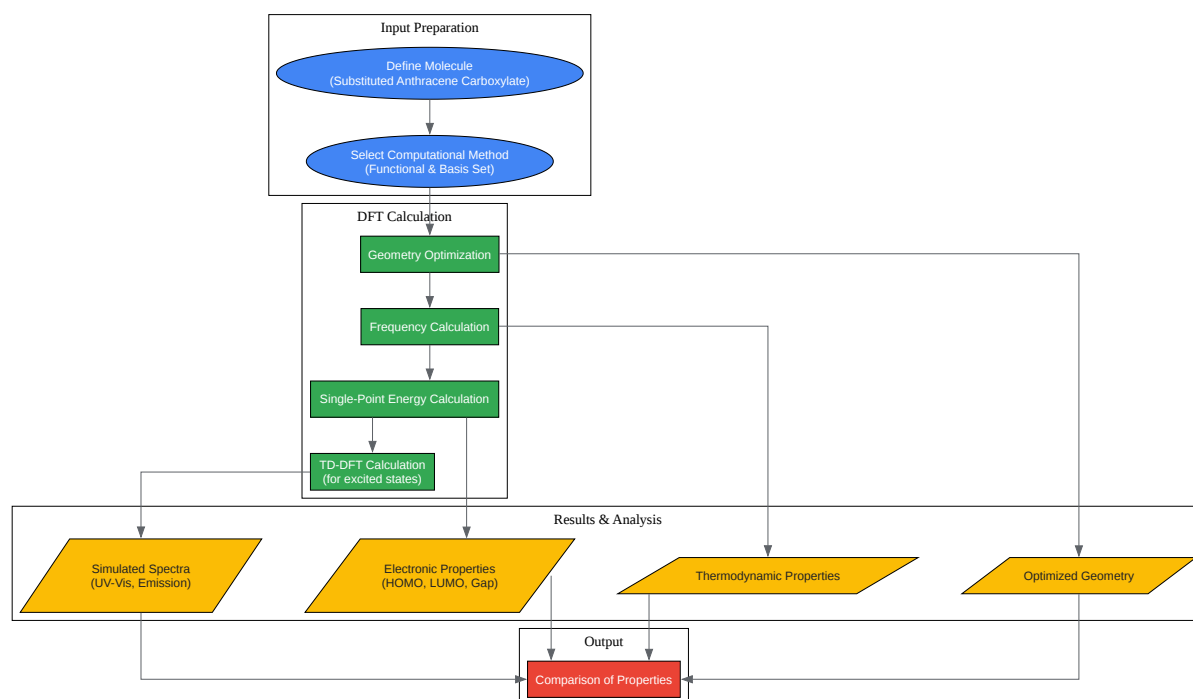 Input Preparation
Define Molecule
(Substituted Anthracene Carboxylate)
Select Computational Method
(Functional & Basis Set)
DFT Calculation
Geometry Optimization
Frequency Calculation
Single-Point Energy Calculation
TD-DFT Calculation
(for excited states)
Results & Analysis
Simulated Spectra
(UV-Vis, Emission)
Electronic Properties
(HOMO, LUMO, Gap)
Thermodynamic Properties
Optimized Geometry
Output
Comparison of Properties